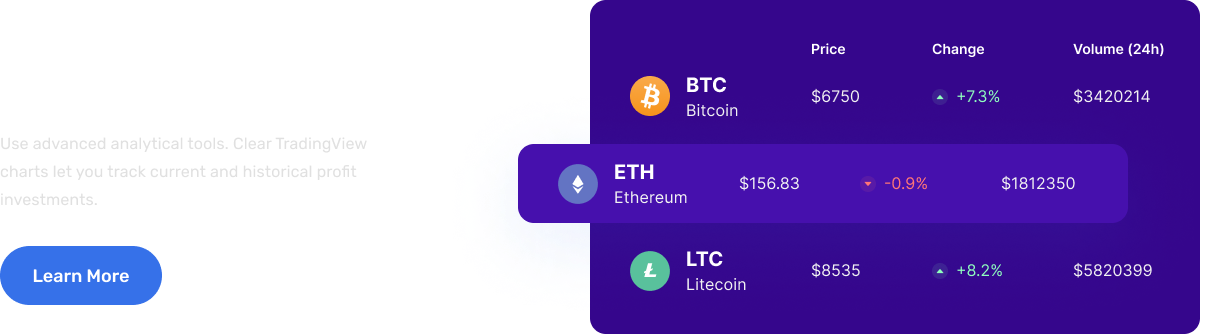 Use advanced analytical tools. Clear TradingView
charts let you track current and historical profit
investments.
Learn More
Price Change Volume (24h)
BTC
Bitcoin
$6750 +7.3% $3420214
ETH
Ethereum
$156.83 -0.9% $1812350
LTC
Litecoin
$8535 +8.2% $5820399